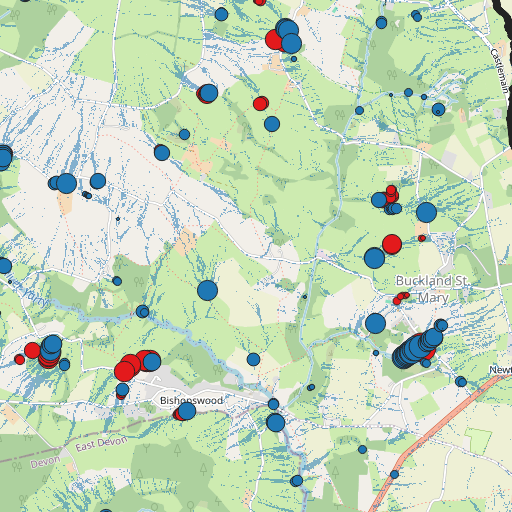 Castlemain
Buckland St.
Mary
Newt
Bishopswood
East Devon
Devon